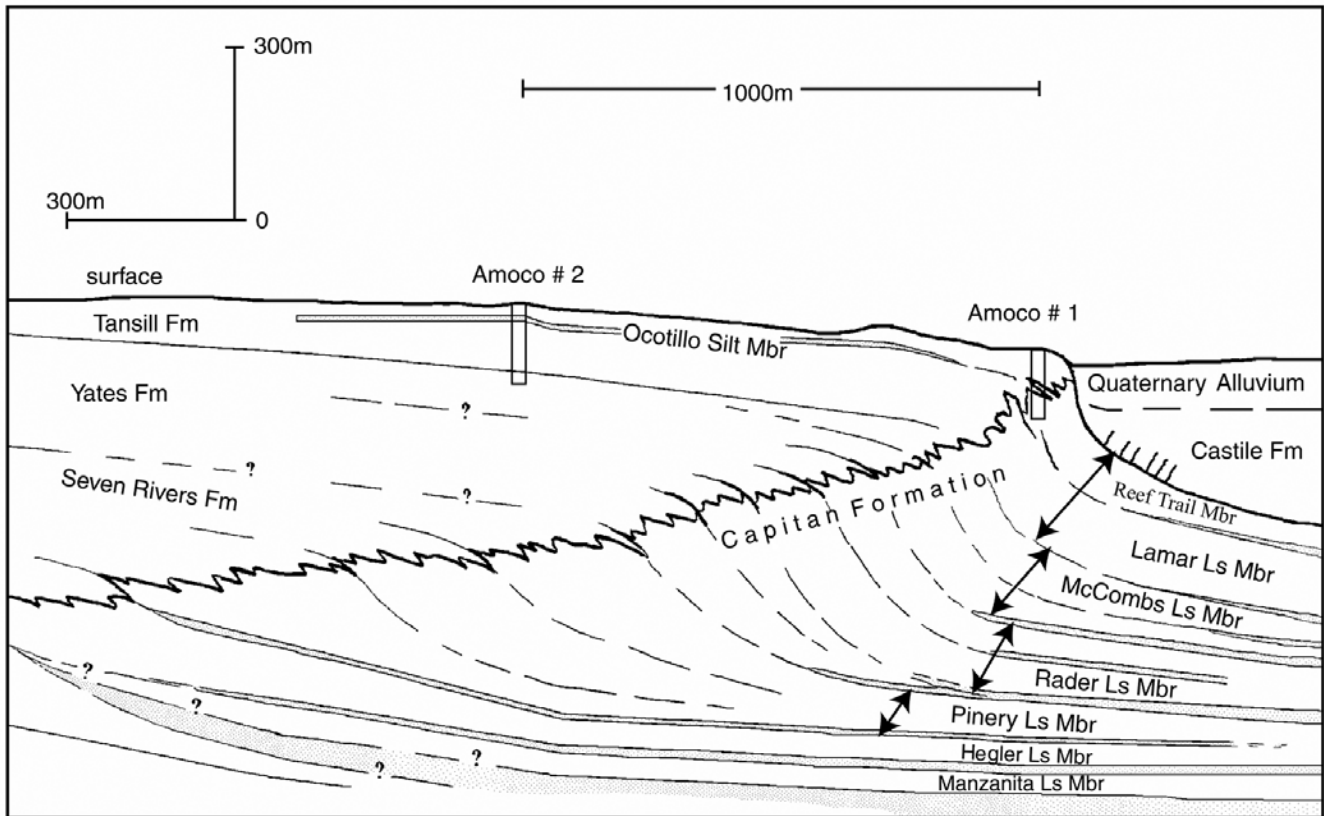 300m
1000m
300m
0
surface
Amoco # 2
Amoco # 1
Tansill Fm
Ocotillo Silt Mbr
Quaternary Alluvium
Yates Fm
?
Castile Fm
?
Seven Rivers Fm
?
Capitan Formation
Reef Trail Mbr
Lamar Ls Mbr
McCombs Ls Mbr
?
Rader Ls Mbr
?
Pinery Ls Mbr
?
Hegler Ls Mbr
?
Manzanita Ls Mbr